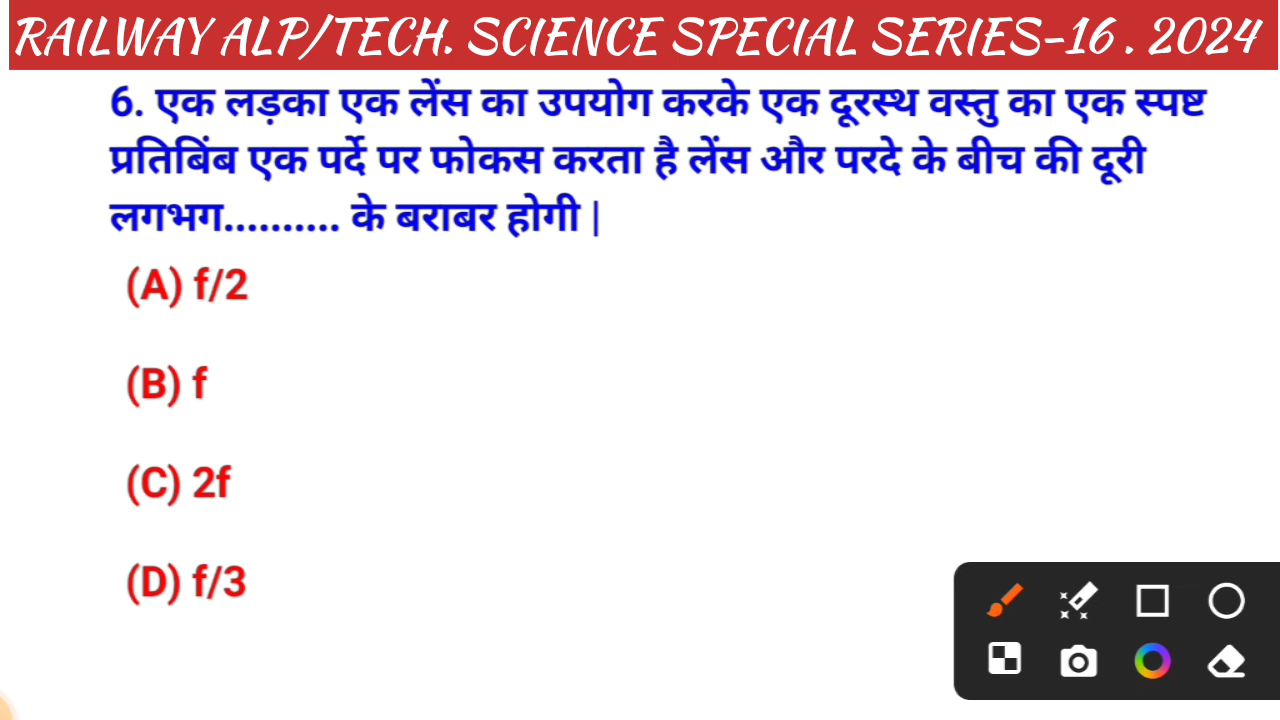 RAILWAY ALP/TECH. SCIENCE SPECIAL SERIES-16 . 2024
6. एक लड़का एक लेंस का उपयोग करके एक दूरस्थ वस्तु का एक स्पष्ट
प्रतिबिंब एक पर्दे पर फोकस करता है लेंस और परदे के बीच की दूरी
लगभग.......... के बराबर होगी |
(A) f/2
(B) f
(C) 2f
(D) f/3